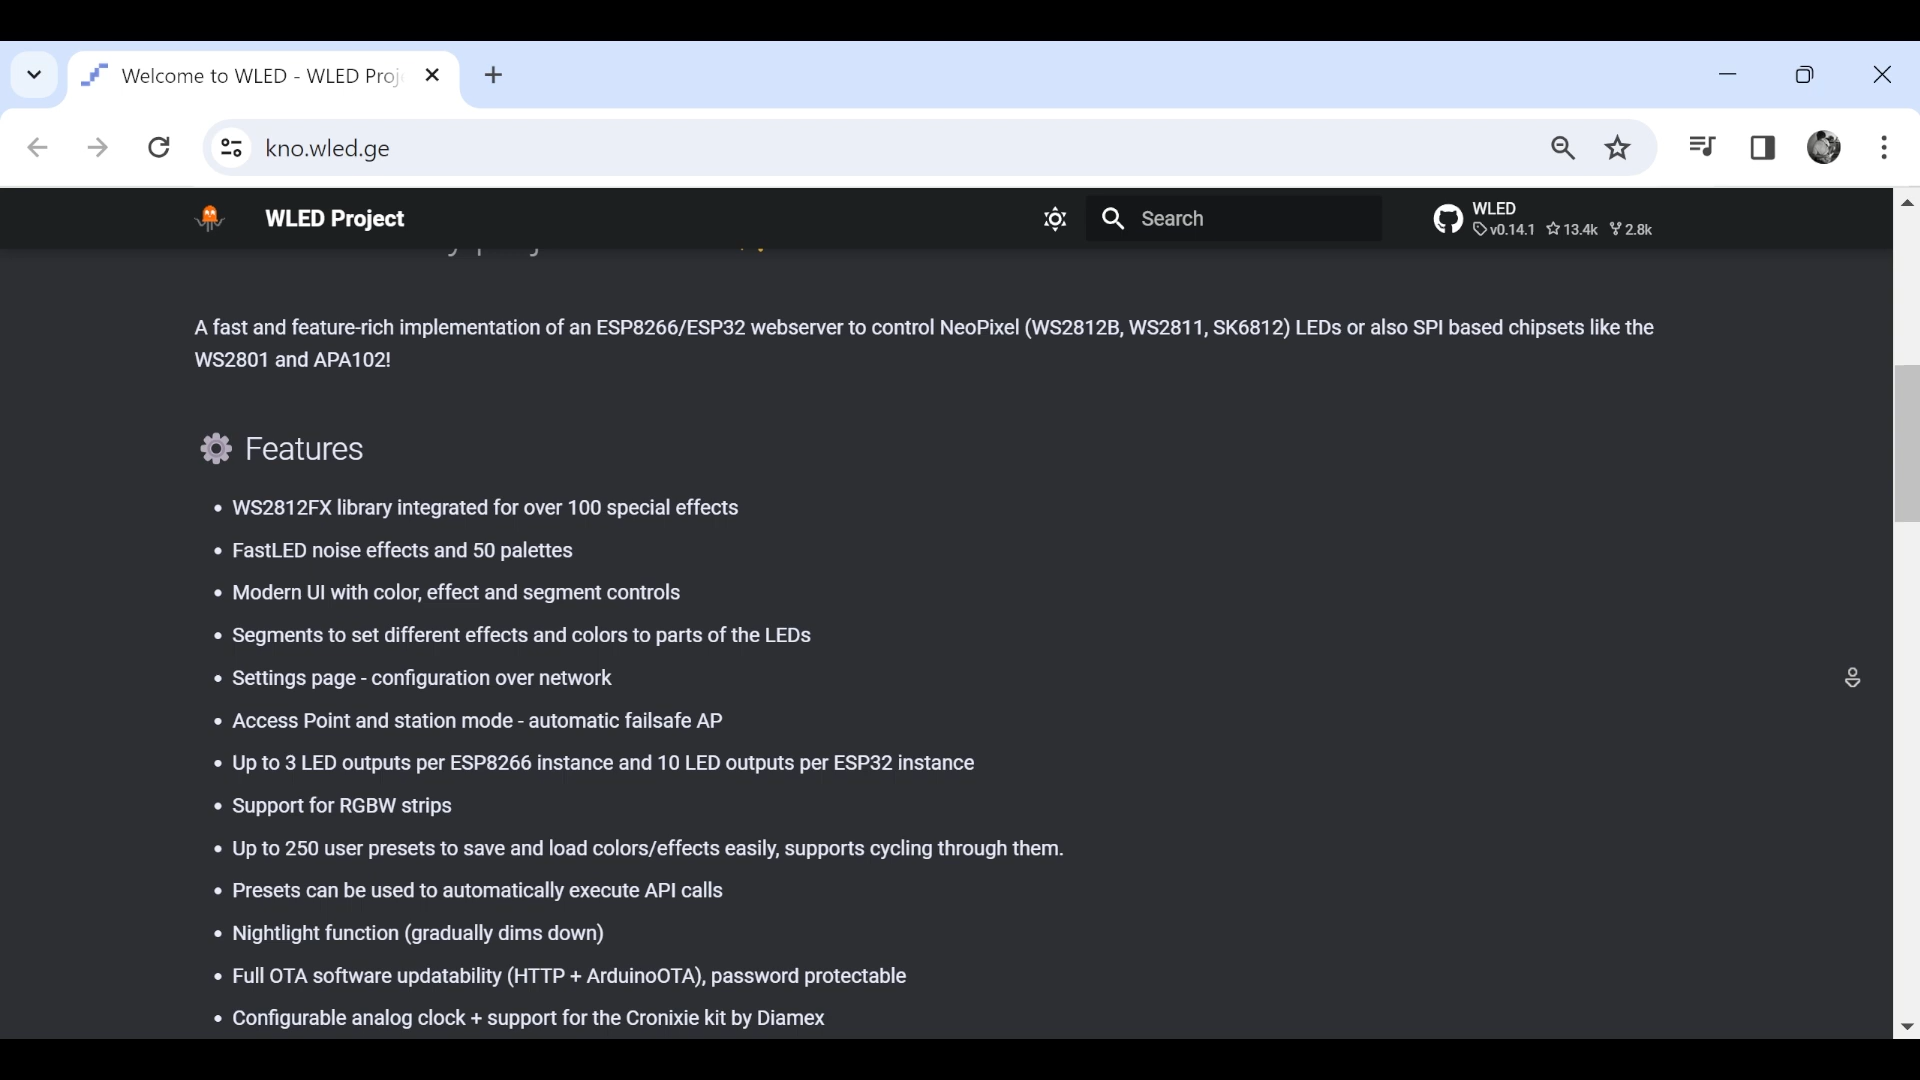 Welcome to WLED - WLED Proj
kno.wled.ge
WLED Project
Search
WLED
v0.14.1 13.4k 2.8k
A fast and feature-rich implementation of an ESP8266/ESP32 webserver to control NeoPixel (WS2812B, WS2811, SK6812) LEDs or also SPI based chipsets like the
WS2801 and APA102!
Features
• WS2812FX library integrated for over 100 special effects
• FastLED noise effects and 50 palettes
• Modern UI with color, effect and segment controls
• Segments to set different effects and colors to parts of the LEDs
• Settings page - configuration over network
• Access Point and station mode - automatic failsafe AP
• Up to 3 LED outputs per ESP8266 instance and 10 LED outputs per ESP32 instance
• Support for RGBW strips
• Up to 250 user presets to save and load colors/effects easily, supports cycling through them.
• Presets can be used to automatically execute API calls
• Nightlight function (gradually dims down)
• Full OTA software updatability (HTTP + ArduinoOTA), password protectable
• Configurable analog clock + support for the Cronixie kit by Diamex